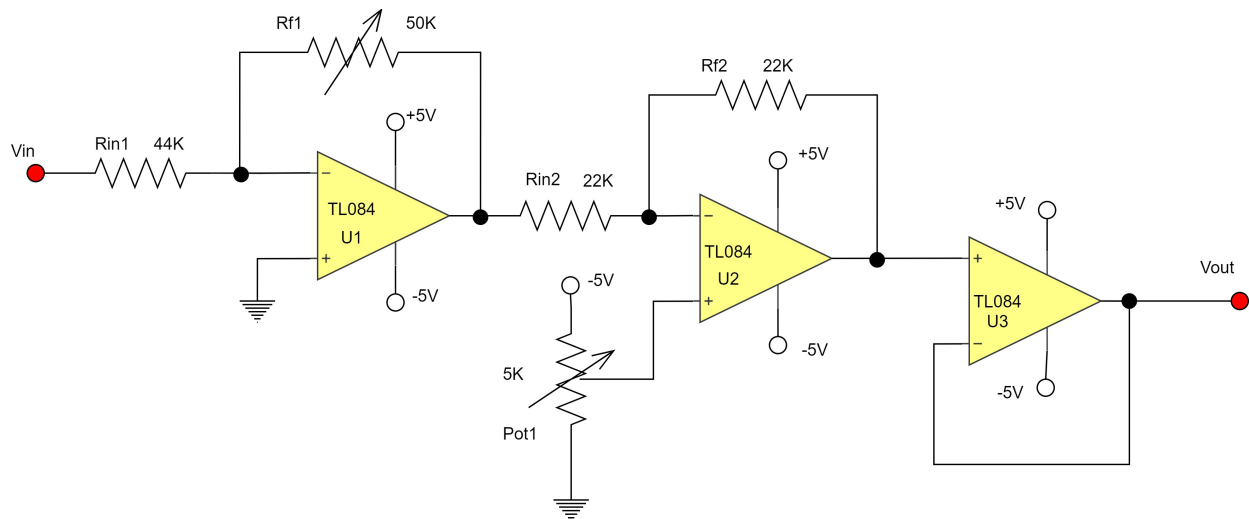 Rf1 50K
+5V
Vin
Rin1 44K
−
TL084
U1
+
-5V
Rf2 22K
+5V
Rin2 22K
−
TL084
U2
+
-5V
-5V
5K
Pot1
+5V
+
TL084
U3
−
-5V
Vout